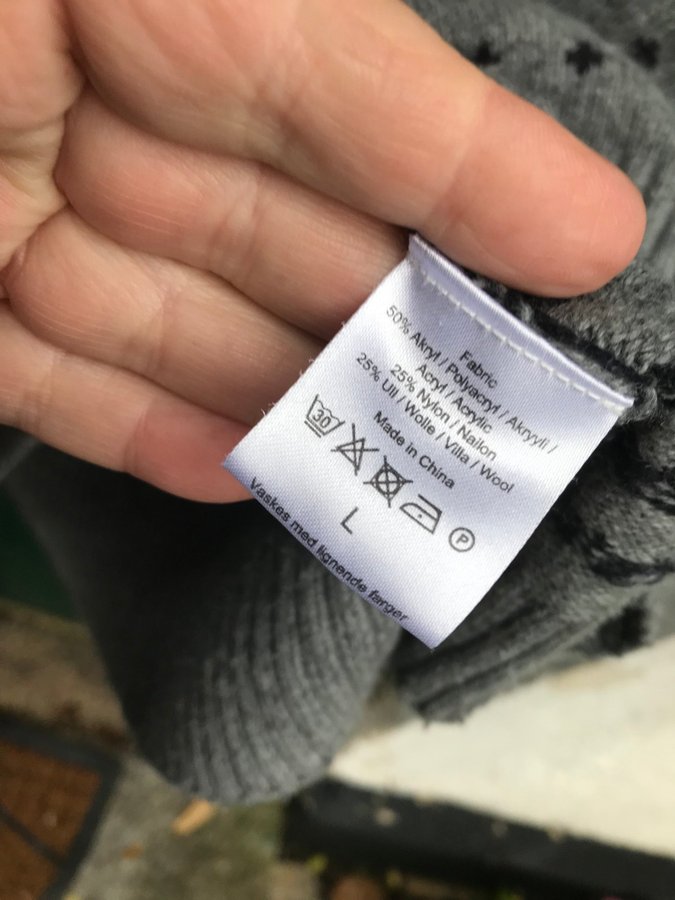 Fabric
50% Akryl / Polyacryl / Akryyli /
Acryl / Acrylic
25% Nylon / Nailon
25% Ull / Wolle / Villa / Wool
Made in China
30
P
L
Vaskes med lignende farger